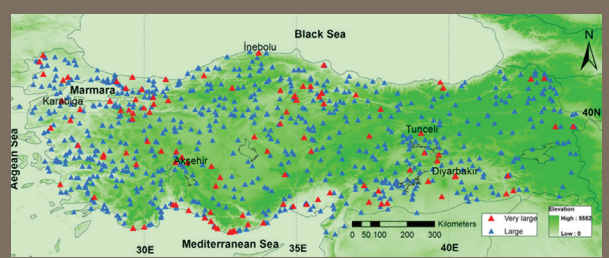 Black Sea
N
İnebolu
Marmara
Karabiga
40N
Tunceli
Aegean Sea
Akşehir
Diyarbakır
Kilometers
0 50 100 200 300
Very large
Large
Elevation
High : 5552
Low : 0
30E
35E
40E
Mediterranean Sea